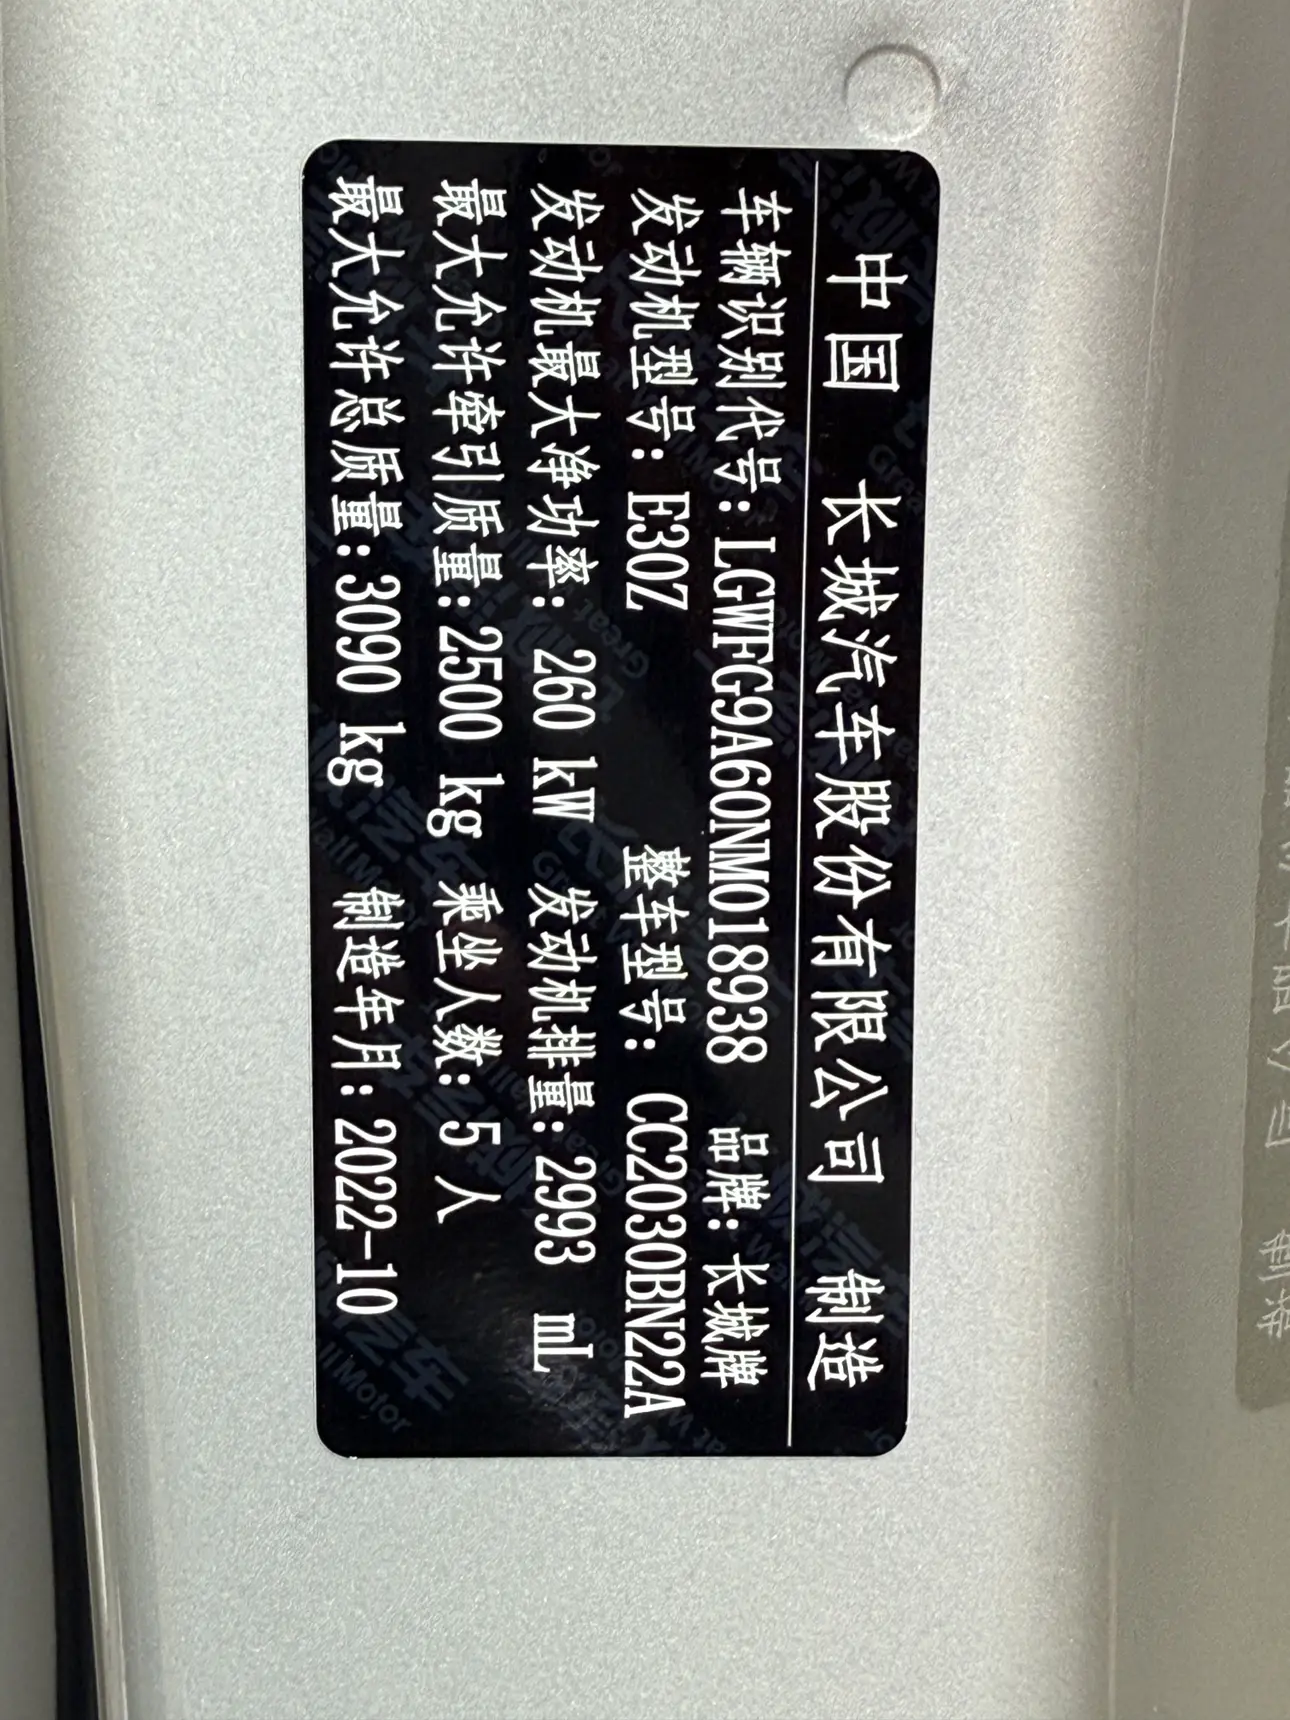 中国 长城汽车股份有限公司 制造
车辆识别代号：LGWFG9A60NM018938 品牌：长城牌
发动机型号：E30Z 整车型号：CC2030BN22A
发动机最大净功率：260 kW 发动机排量：2993 mL
最大允许牵引质量：2500 kg 乘坐人数：5 人
最大允许总质量：3090 kg 制造年月：2022-10